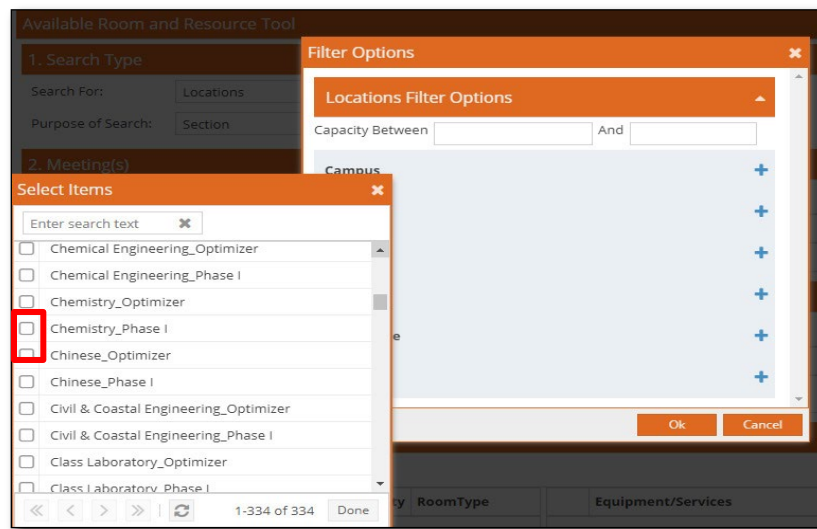 Available Room and Resource Tool
1. Search Type
Search For: Locations
Purpose of Search: Section
2. Meeting(s)
Filter Options
Locations Filter Options
Capacity Between And
Campus
e
Ok Cancel
Select Items
Enter search text
Chemical Engineering_Optimizer
Chemical Engineering_Phase I
Chemistry_Optimizer
Chemistry_Phase I
Chinese_Optimizer
Chinese_Phase I
Civil & Coastal Engineering_Optimizer
Civil & Coastal Engineering_Phase I
Class Laboratory_Optimizer
Class Laboratory_Phase I
1-334 of 334 Done
ty RoomType Equipment/Services